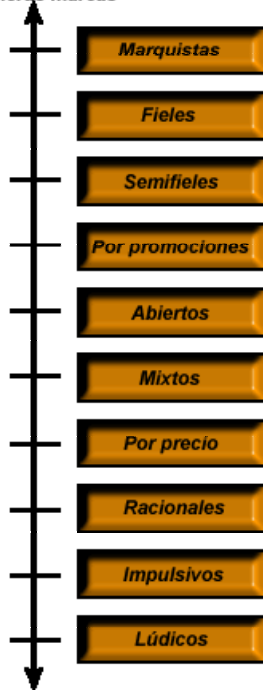 Marquistas
Fieles
Semifieles
Por promociones
Abiertos
Mixtos
Por precio
Racionales
Impulsivos
Lúdicos